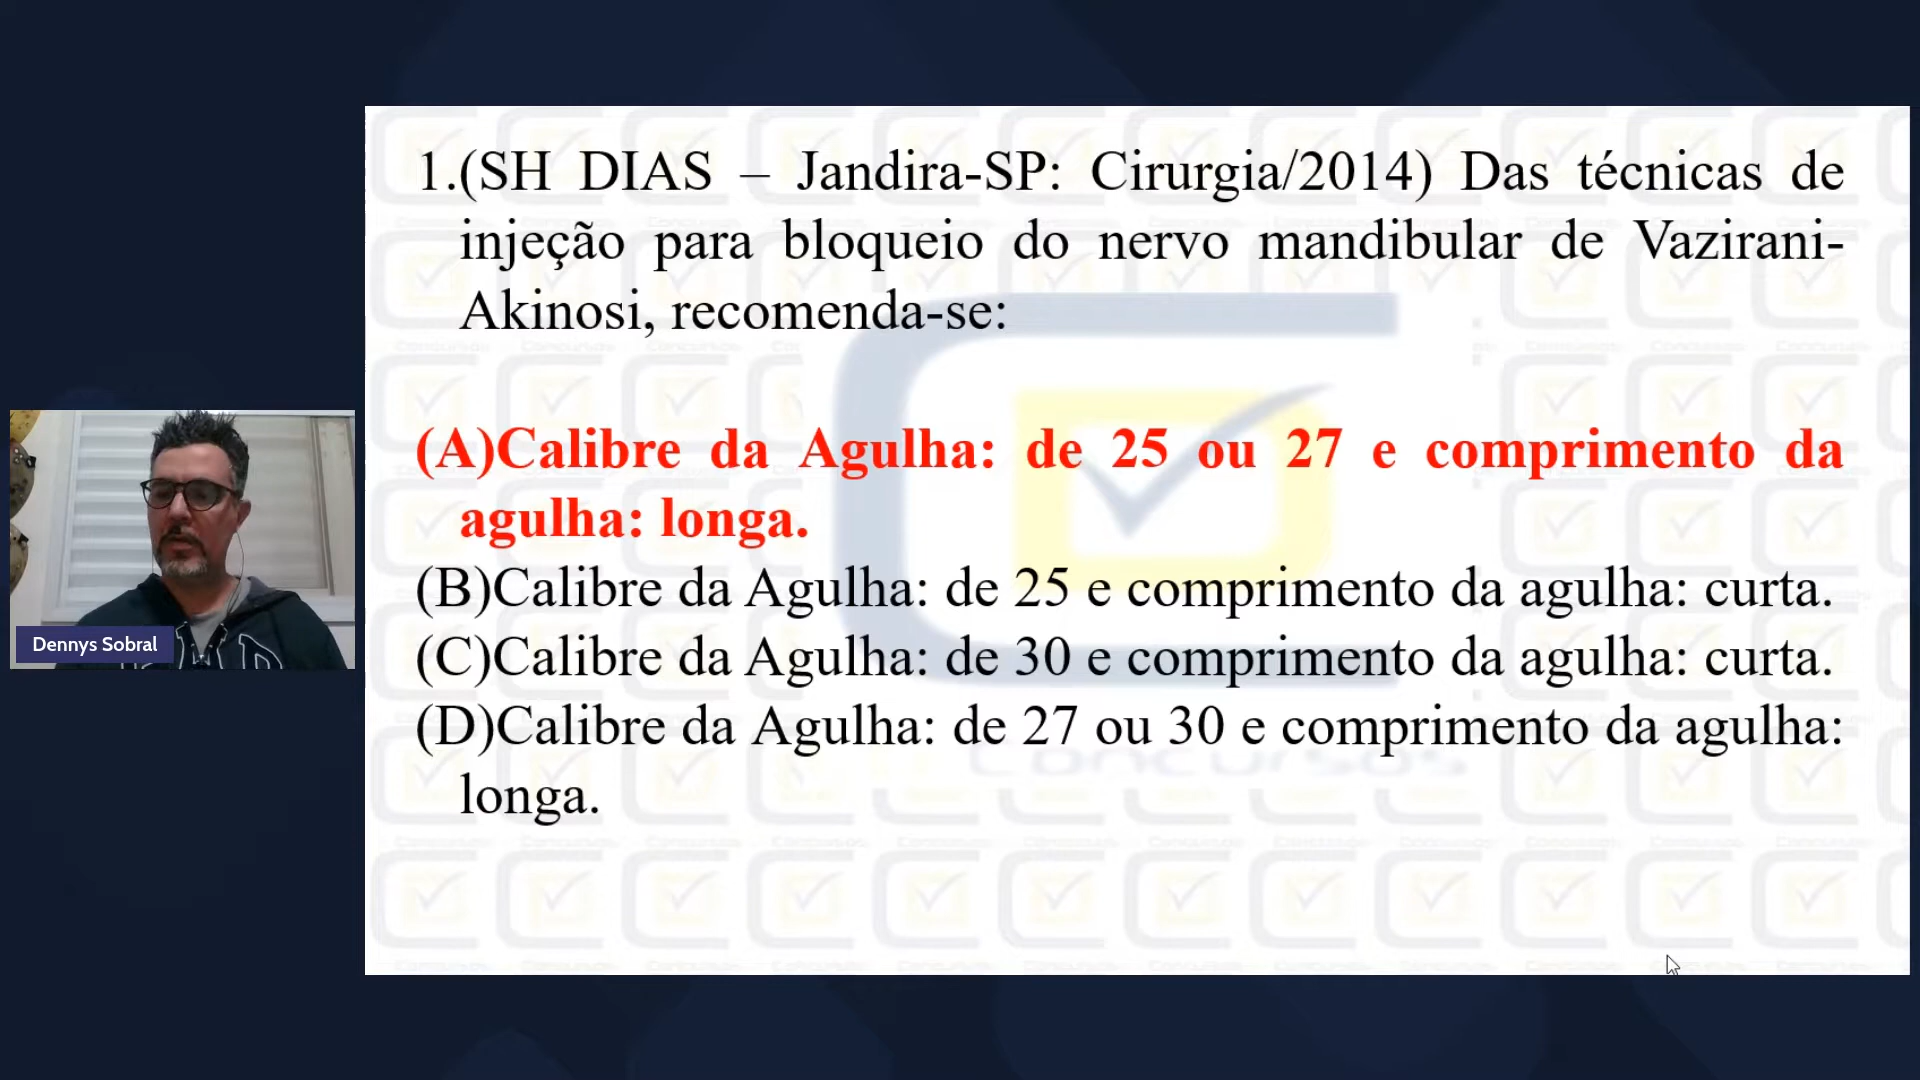 1.(SH DIAS – Jandira-SP: Cirurgia/2014) Das técnicas de
injeção para bloqueio do nervo mandibular de Vazirani-
Akinosi, recomenda-se:
(A)Calibre da Agulha: de 25 ou 27 e comprimento da
agulha: longa.
(B)Calibre da Agulha: de 25 e comprimento da agulha: curta.
(C)Calibre da Agulha: de 30 e comprimento da agulha: curta.
(D)Calibre da Agulha: de 27 ou 30 e comprimento da agulha:
longa.
Dennys Sobral
concursos